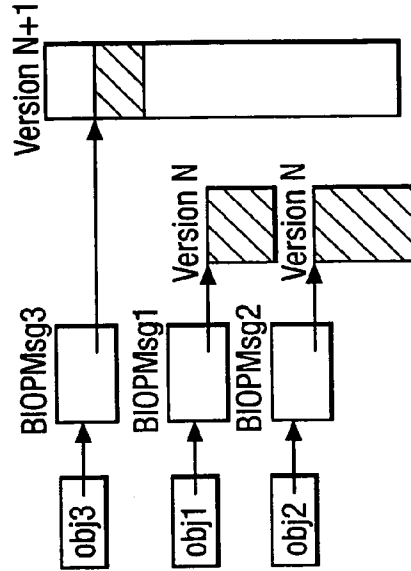 Version N+1
BIOPMsg3
obj3
Version N
BIOPMsg1
obj1
Version N
BIOPMsg2
obj2